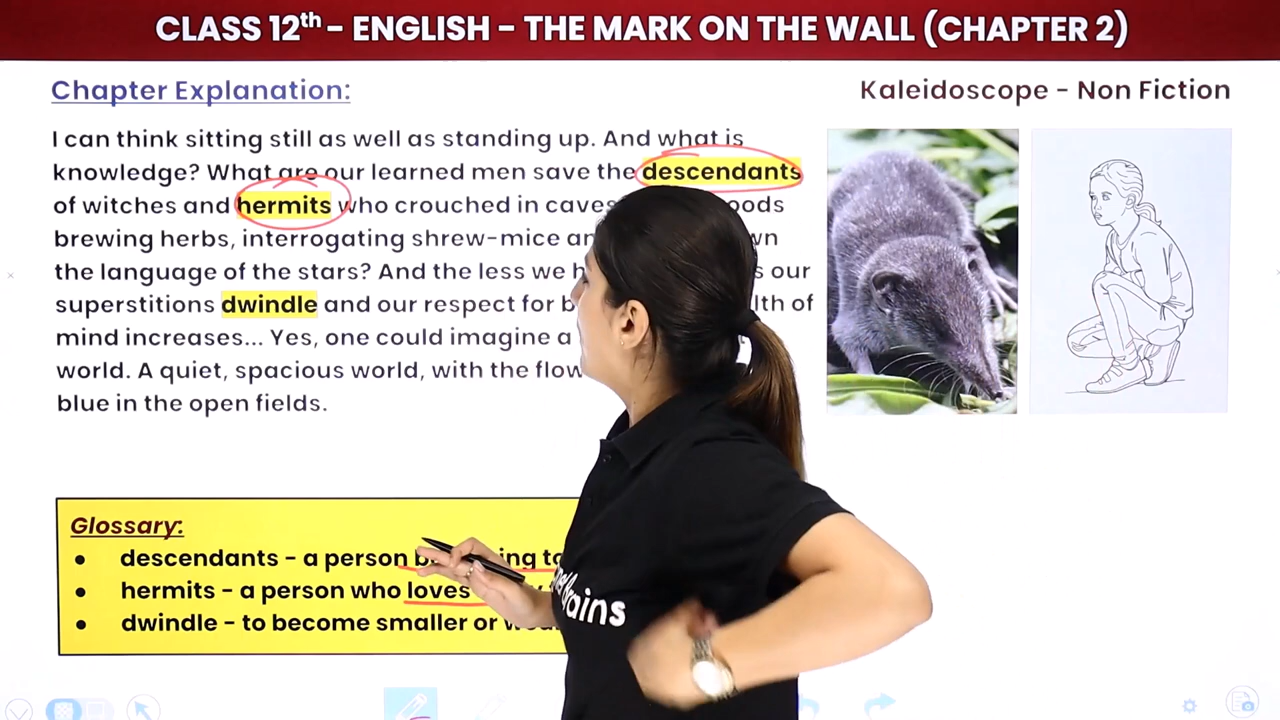 CLASS 12th - ENGLISH - THE MARK ON THE WALL (CHAPTER 2)
Chapter Explanation:
Kaleidoscope - Non Fiction
I can think sitting still as well as standing up. And what is
knowledge? What are our learned men save the descendants
of witches and hermits who crouched in caves
brewing herbs, interrogating shrew-mice
the language of the stars? And the less we our
superstitions dwindle and our respect for of
mind increases... Yes, one could imagine a
world. A quiet, spacious world, with the
blue in the open fields.
Glossary:
• descendants - a person
• hermits - a person who loves
• dwindle - to become smaller or